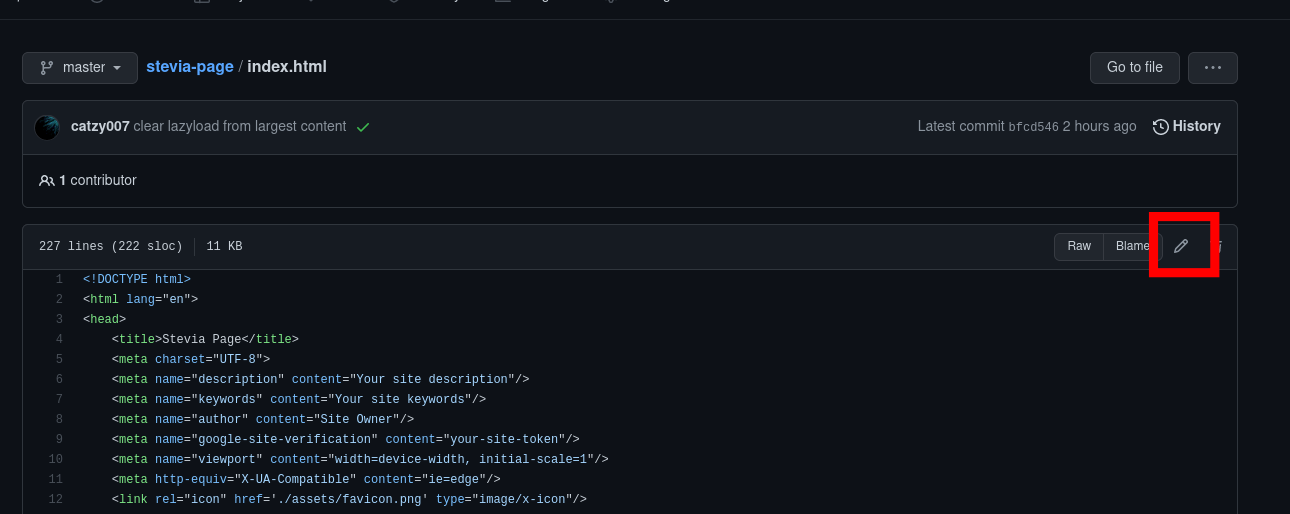 master stevia-page / index.html Go to file ...
catzy007 clear lazyload from largest content Latest commit bfcd546 2 hours ago History
1 contributor
227 lines (222 sloc) 11 KB Raw Blame
1 <!DOCTYPE html>
2 <html lang="en">
3 <head>
4 <title>Stevia Page</title>
5 <meta charset="UTF-8">
6 <meta name="description" content="Your site description"/>
7 <meta name="keywords" content="Your site keywords"/>
8 <meta name="author" content="Site Owner"/>
9 <meta name="google-site-verification" content="your-site-token"/>
10 <meta name="viewport" content="width=device-width, initial-scale=1"/>
11 <meta http-equiv="X-UA-Compatible" content="ie=edge"/>
12 <link rel="icon" href='./assets/favicon.png' type="image/x-icon"/>